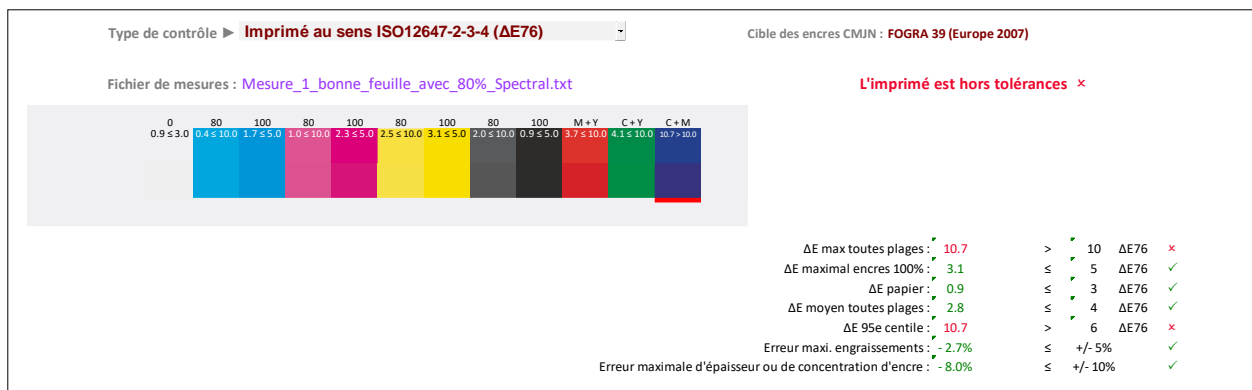 Type de contrôle ► Imprimé au sens ISO12647-2-3-4 (ΔE76) Cible des encres CMJN : FOGRA 39 (Europe 2007)
Fichier de mesures : Mesure_1_bonne_feuille_avec_80%_Spectral.txt L'imprimé est hors tolérances ×
0 80 100 80 100 80 100 80 100 M + Y C + Y C + M
0.9 ≤ 3.0 0.4 ≤ 10.0 1.7 ≤ 5.0 1.0 ≤ 10.0 2.3 ≤ 5.0 2.5 ≤ 10.0 3.1 ≤ 5.0 2.0 ≤ 10.0 0.9 ≤ 5.0 3.7 ≤ 10.0 4.1 ≤ 10.0 10.7 > 10.0
ΔE max toutes plages : 10.7 > 10 ΔE76 ×
ΔE maximal encres 100% : 3.1 ≤ 5 ΔE76 ✓
ΔE papier : 0.9 ≤ 3 ΔE76 ✓
ΔE moyen toutes plages : 2.8 ≤ 4 ΔE76 ✓
ΔE 95e centile : 10.7 > 6 ΔE76 ×
Erreur maxi. engraissements : - 2.7% ≤ +/- 5% ✓
Erreur maximale d'épaisseur ou de concentration d'encre : - 8.0% ≤ +/- 10% ✓